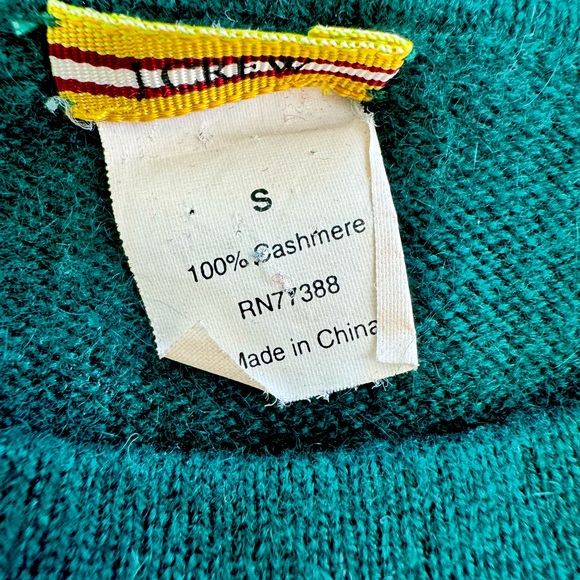 J.CREW
S
100% Cashmere
RN77388
Made in China